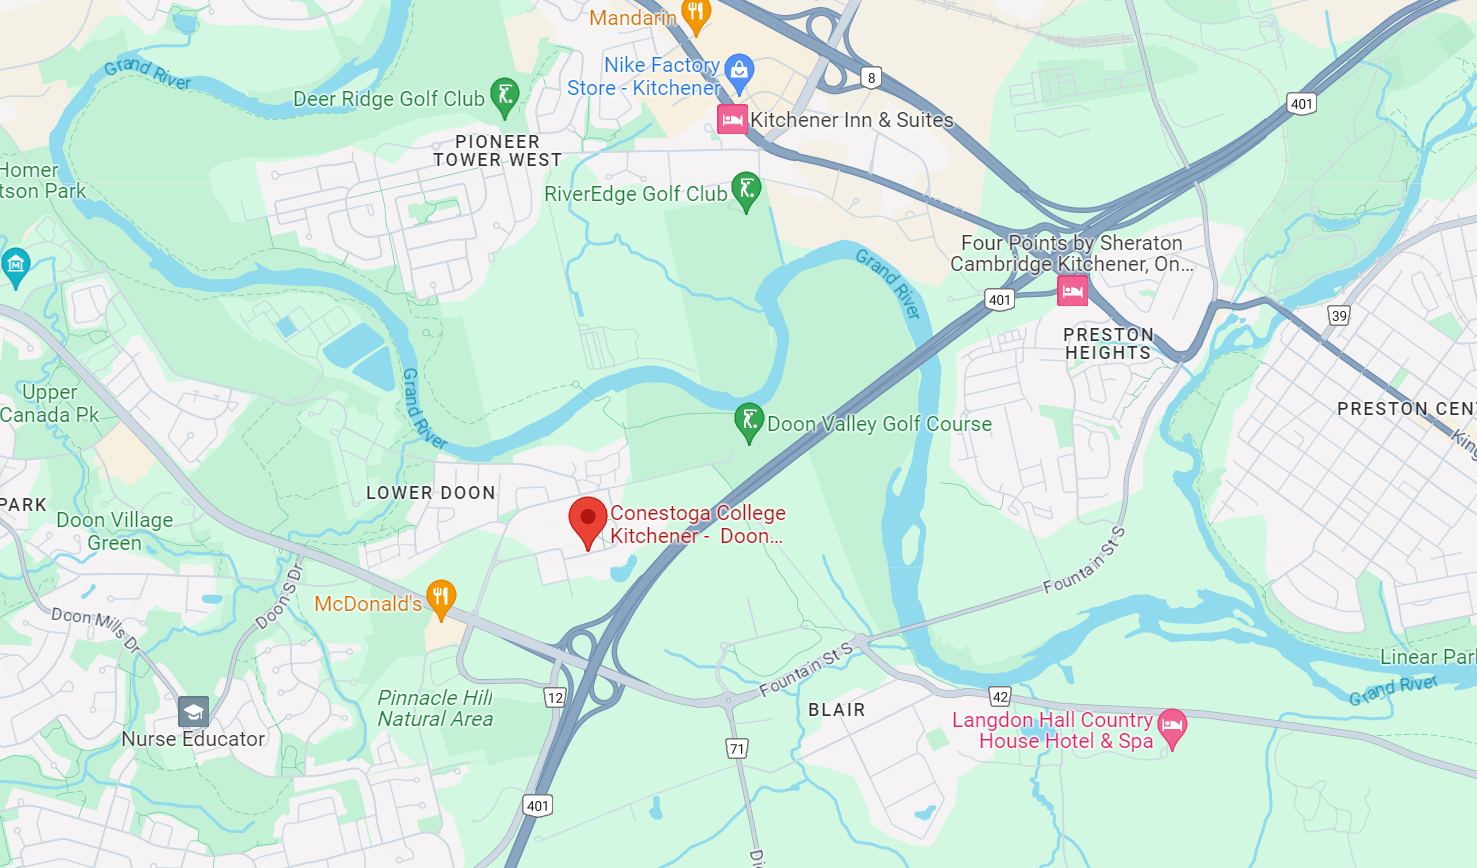 Mandarin
Grand River
Nike Factory
Store - Kitchener
8
Deer Ridge Golf Club
401
Kitchener Inn & Suites
PIONEER
TOWER WEST
Homer
tson Park
RiverEdge Golf Club
Four Points by Sheraton
Cambridge Kitchener, On...
Grand River
401
39
PRESTON
HEIGHTS
Upper
Canada Pk
Grand River
PRESTON CEN
Doon Valley Golf Course
King
LOWER DOON
PARK
Conestoga College
Kitchener - Doon...
Doon Village
Green
Fountain St S
Doon S Dr
McDonald's
Doon Mills Dr
Fountain St S
Linear Park
Grand River
Pinnacle Hill
Natural Area
12
42
BLAIR
Langdon Hall Country
House Hotel & Spa
Nurse Educator
71
401
Di